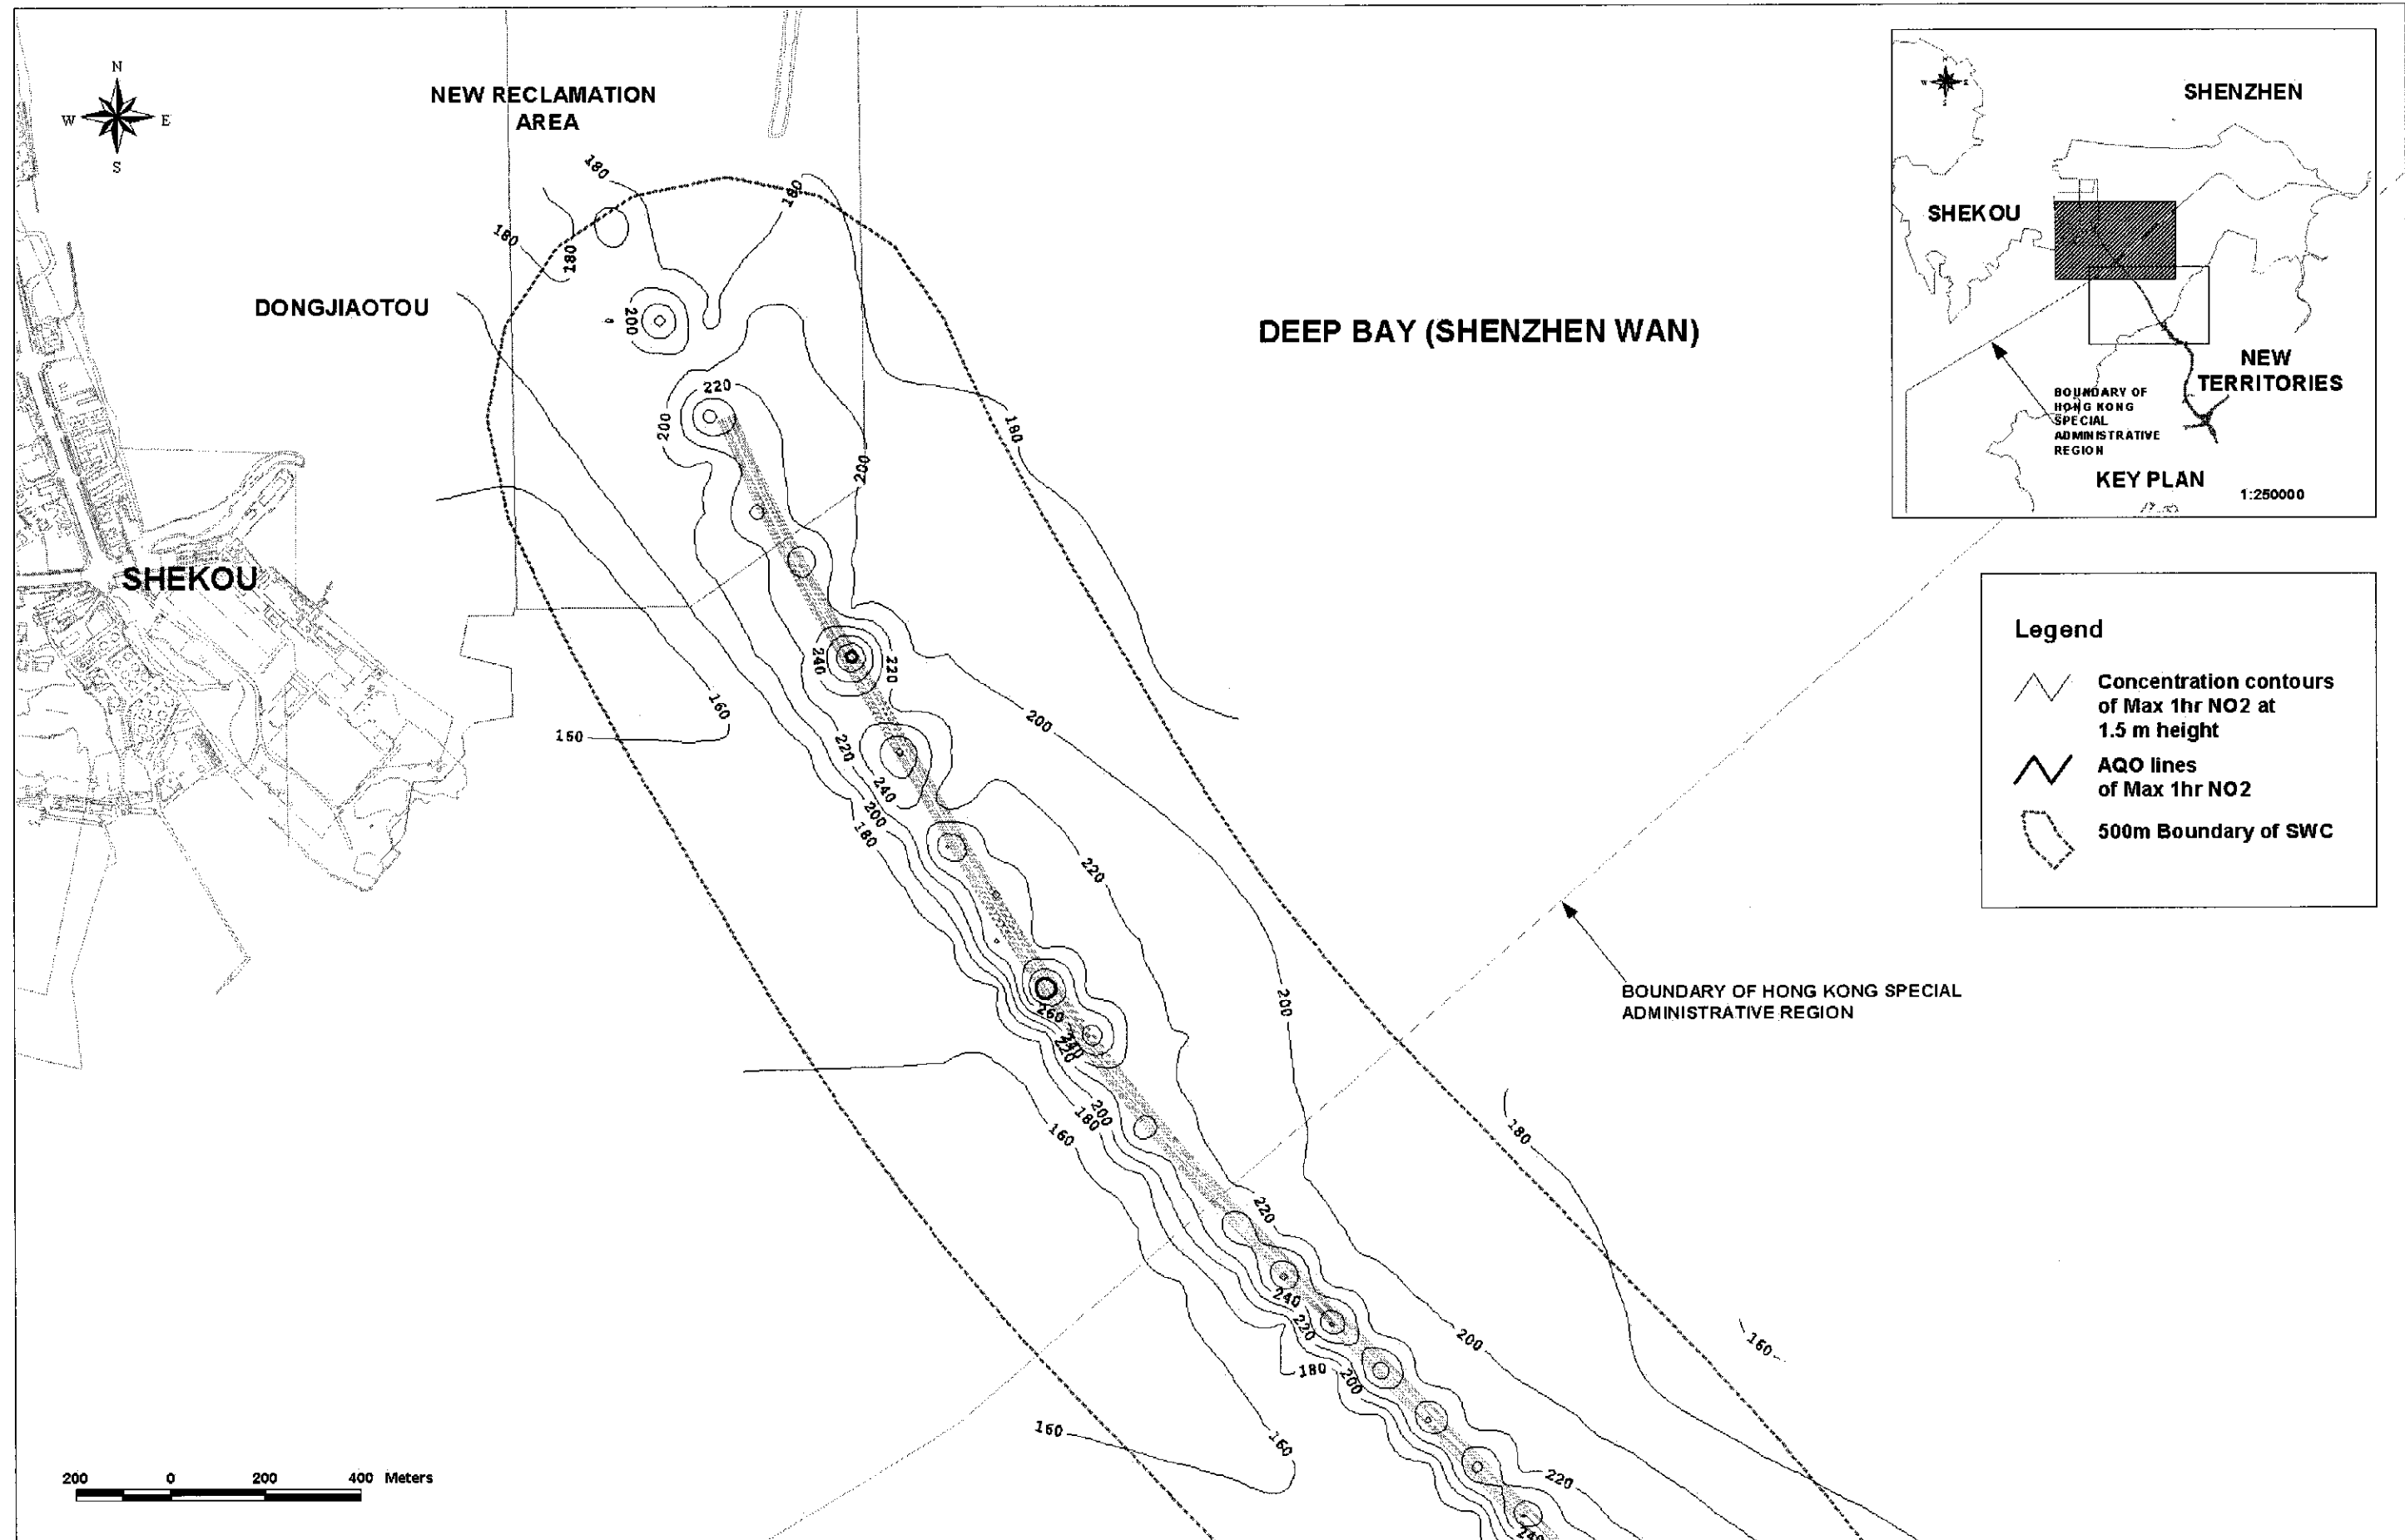 N
W
E
S
NEW RECLAMATION
AREA
DONGJIAOTOU
SHEKOU
DEEP BAY (SHENZHEN WAN)
SHENZHEN
SHEKOU
NEW
TERRITORIES
BOUNDARY OF
HONG KONG
SPECIAL
ADMINISTRATIVE
REGION
KEY PLAN
1:250000
Legend
Concentration contours
of Max 1hr NO2 at
1.5 m height
AQO lines
of Max 1hr NO2
500m Boundary of SWC
BOUNDARY OF HONG KONG SPECIAL
ADMINISTRATIVE REGION
180
180
180
180
200
220
200
180
200
240
220
160
160
200
220
240
200
180
220
260
240
220
200
200
180
160
180
220
240
220
200
160
180
200
160
160
220
240
200 0 200 400 Meters